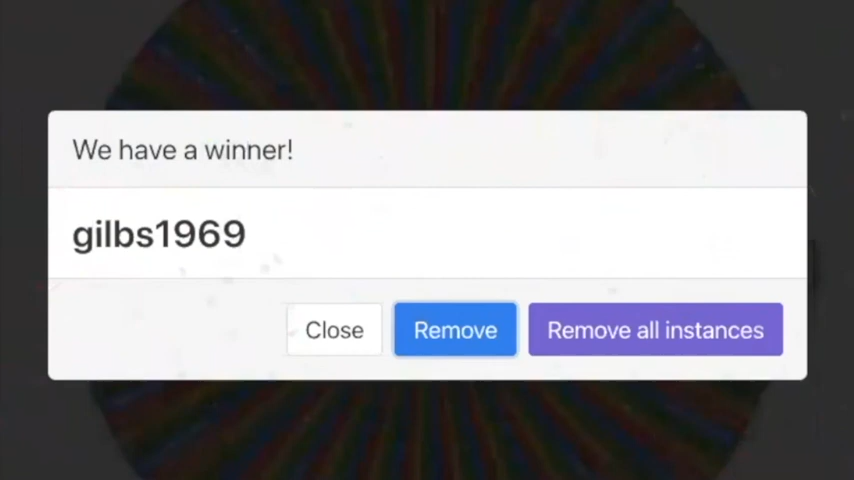 We have a winner!
gilbs1969
Close
Remove
Remove all instances